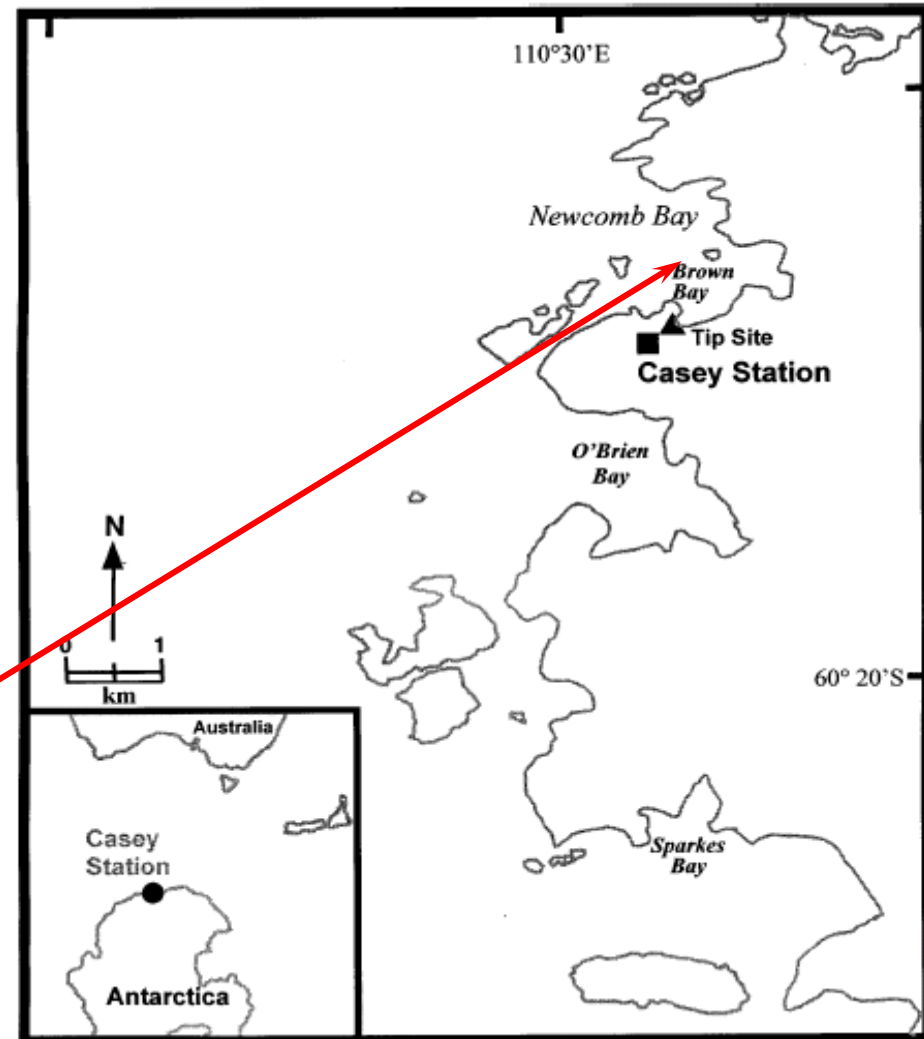 110°30'E
Newcomb Bay
Brown
Bay
Tip Site
Casey Station
O'Brien
Bay
N
0 1
km
60° 20'S
Australia
Casey
Station
Antarctica
Sparkes
Bay